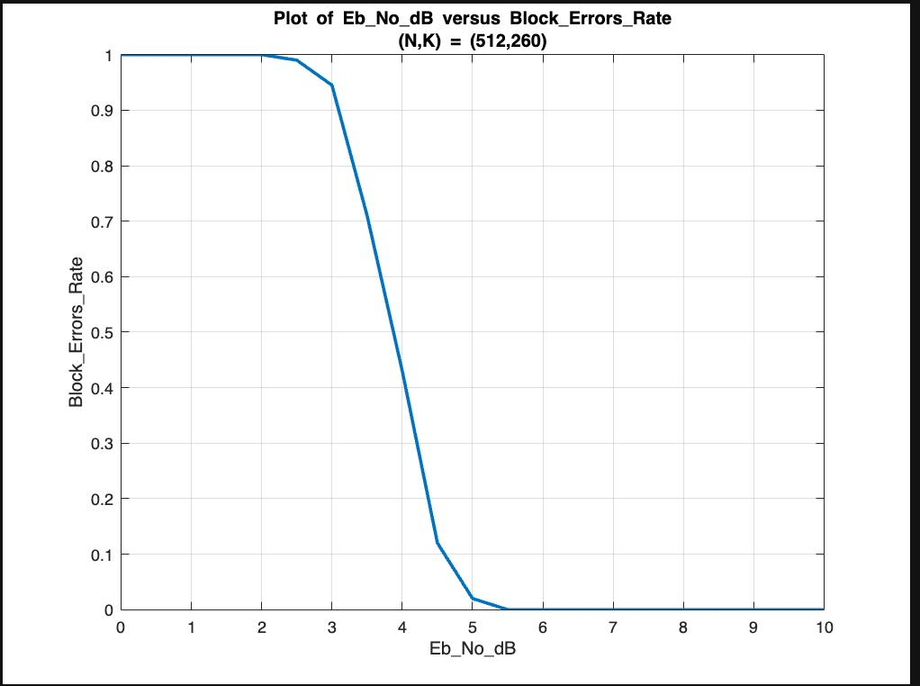 Plot of Eb_No_dB versus Block_Errors_Rate
(N,K) = (512,260)
1
0.9
0.8
0.7
0.6
0.5
0.4
0.3
0.2
0.1
0
Block_Errors_Rate
0 1 2 3 4 5 6 7 8 9 10
Eb_No_dB